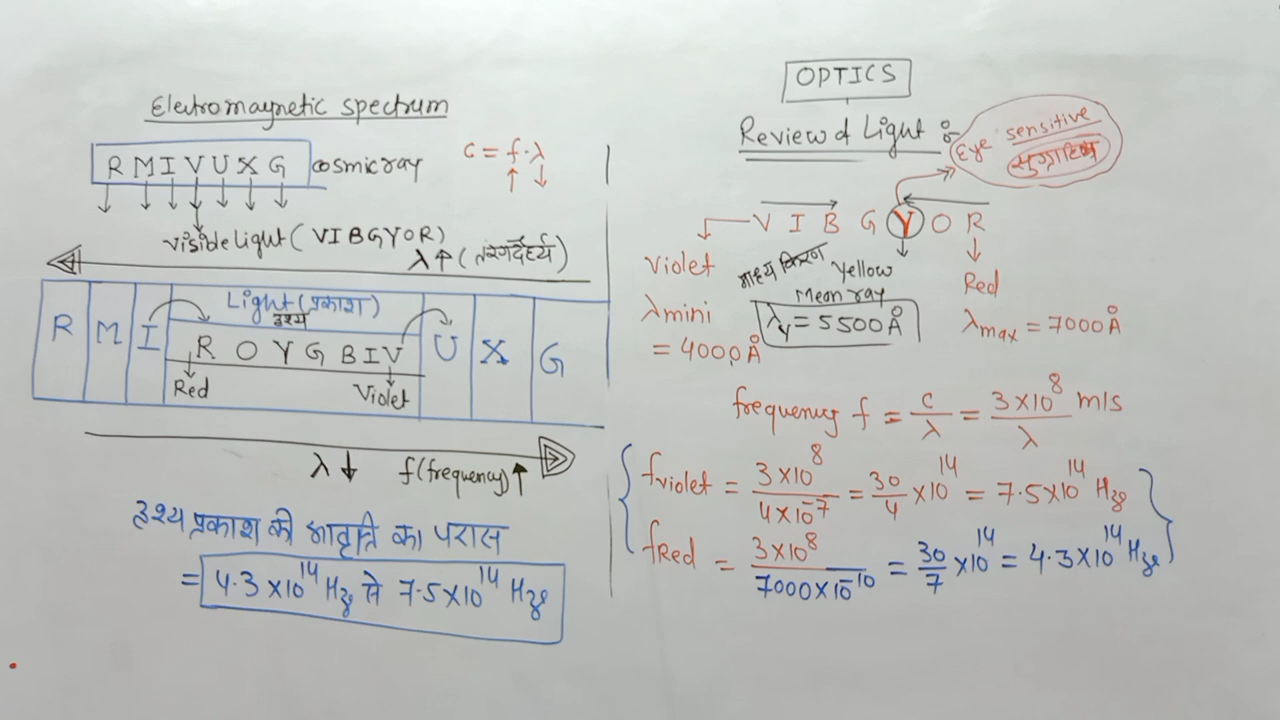 Electromagnetic spectrum
R M I V U X G cosmic ray
c = f·λ
↑ ↓
visible Light ( VIBGYOR )
λ↑ (तरंगदैर्ध्य)
R M I Light (प्रकाश) U X G
दृश्य
R O Y G B I V
Red Violet
λ ↓ f (frequency) ↑
दृश्य प्रकाश की आवृत्ति का परास
= 4.3 × 10¹⁴ Hz से 7.5 × 10¹⁴ Hz
OPTICS
Review of Light :
Eye sensitive
सुग्राही
V I B G Y O R
Violet
माध्य किरण
Yellow
Mean ray
Red
λmini
= 4000 Å
λy = 5500 Å
λmax = 7000 Å
frequency f = c/λ = 3×10⁸/λ m/s
fviolet = 3×10⁸/4×10⁻⁷ = 30/4 × 10¹⁴ = 7.5×10¹⁴ Hz
fRed = 3×10⁸/7000×10⁻¹⁰ = 30/7 ×10¹⁴ = 4.3×10¹⁴ Hz